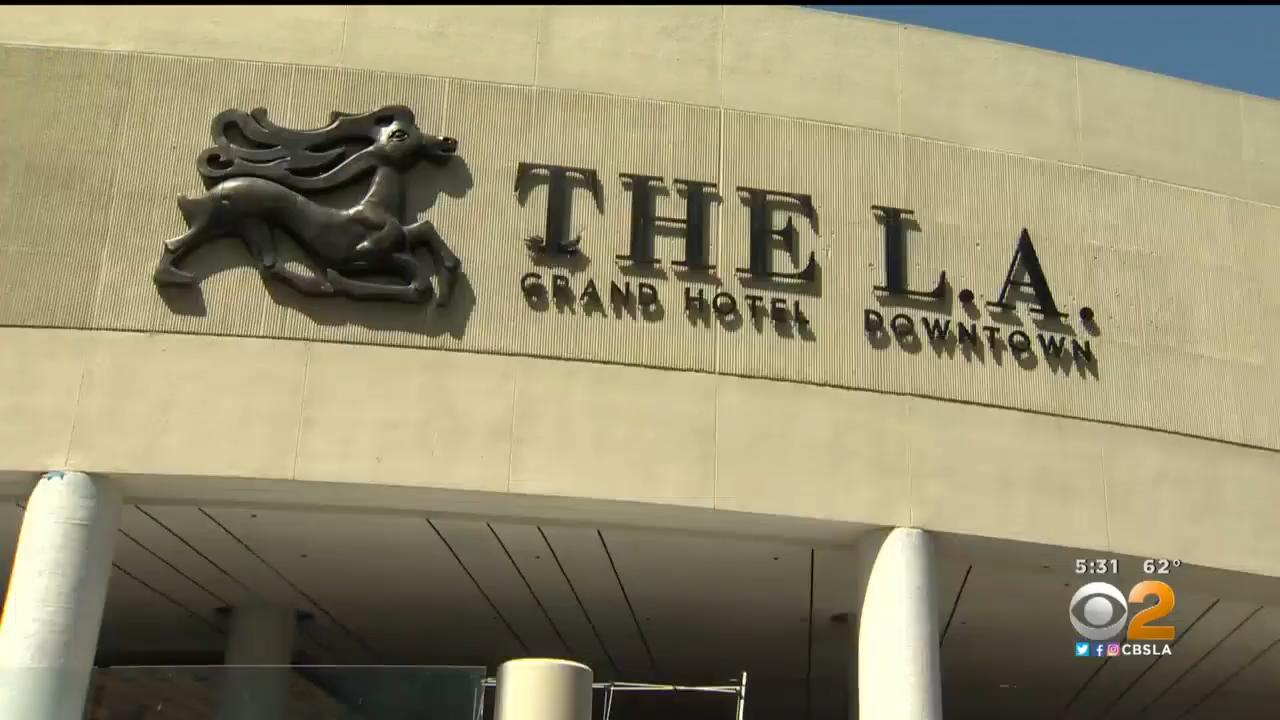 THE L.A.
GRAND HOTEL DOWNTOWN
5:31 62°
2
CBSLA